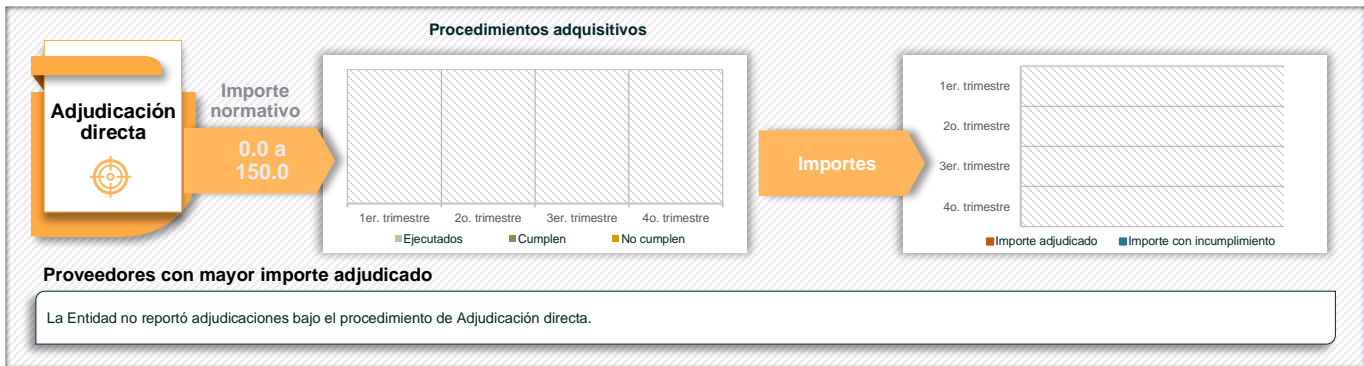 Procedimientos adquisitivos
Adjudicación
directa
Importe
normativo
0.0 a
150.0
1er. trimestre
2o. trimestre
3er. trimestre
4o. trimestre
Ejecutados
Cumplen
No cumplen
Importes
1er. trimestre
2o. trimestre
3er. trimestre
4o. trimestre
Importe adjudicado
Importe con incumplimiento
Proveedores con mayor importe adjudicado
La Entidad no reportó adjudicaciones bajo el procedimiento de Adjudicación directa.